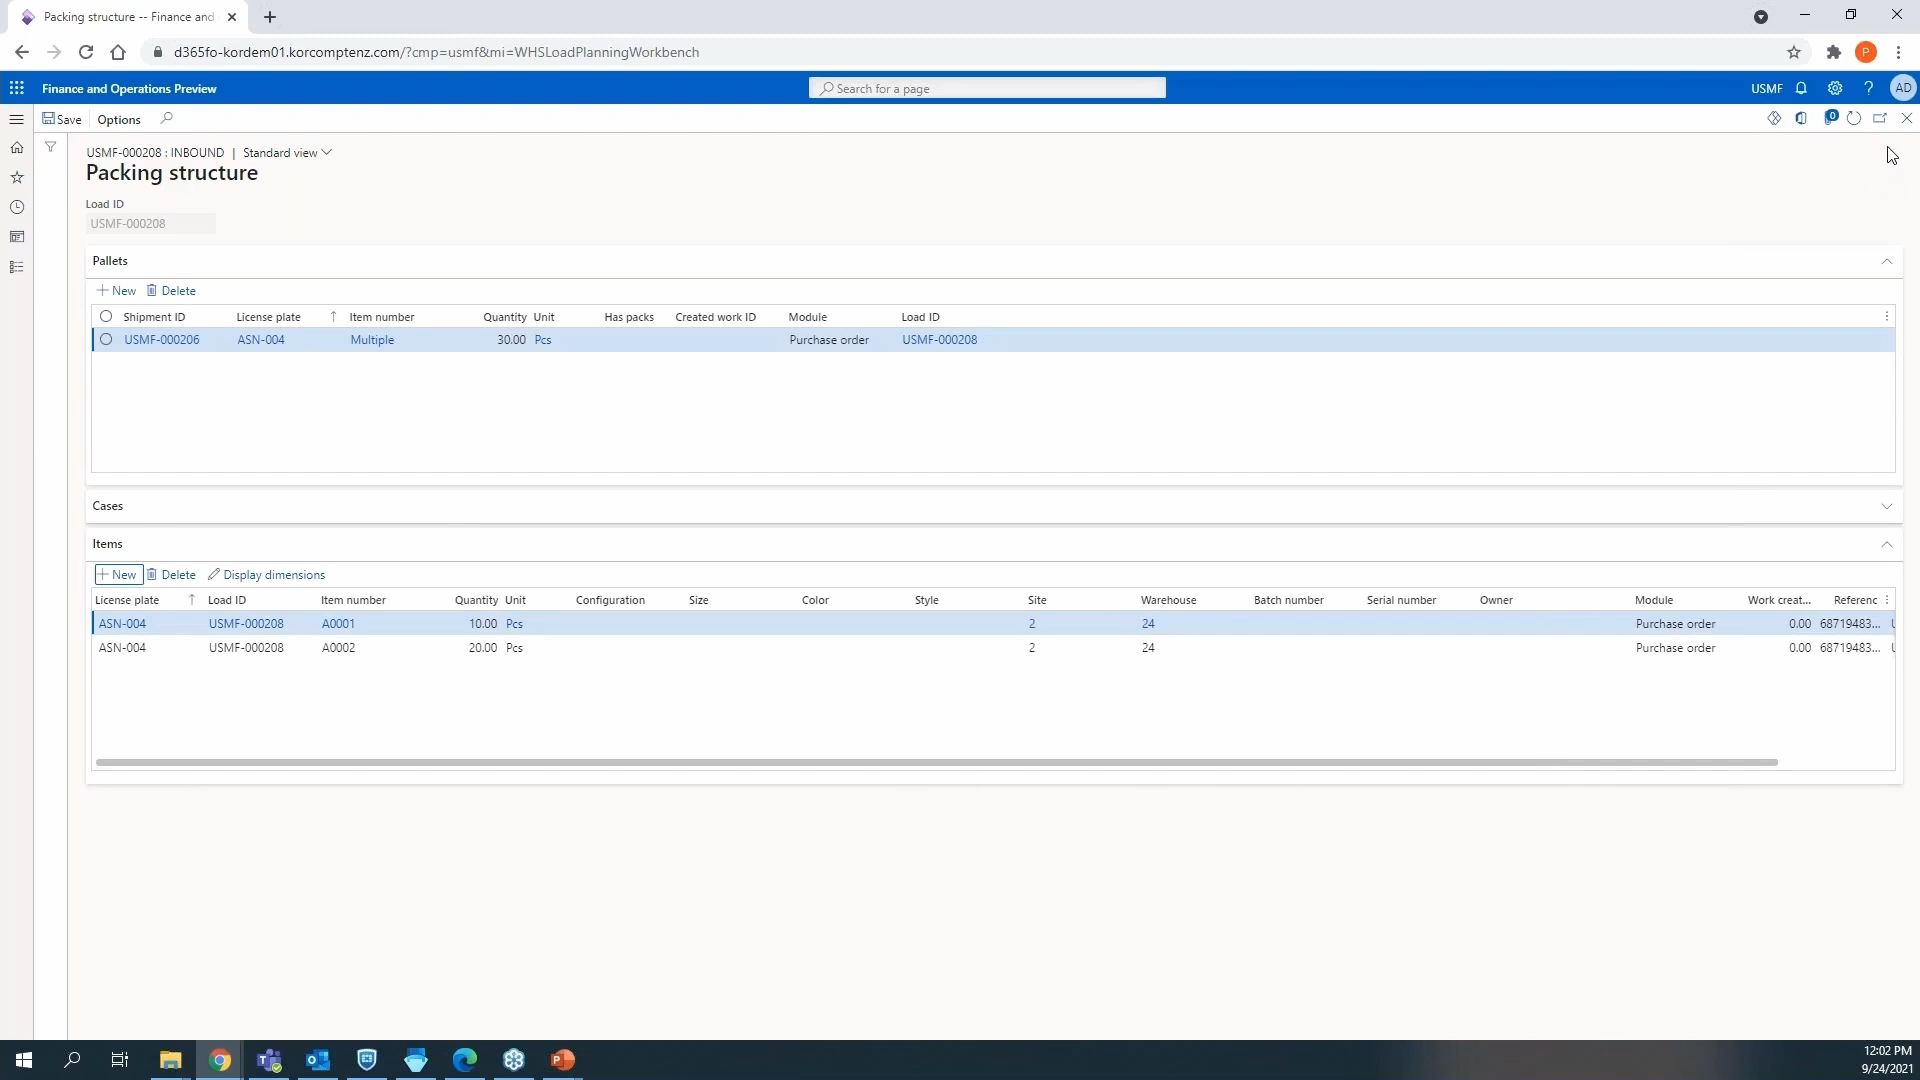 Packing structure -- Finance and
d365fo-kordem01.korcomptenz.com/?cmp=usmf&mi=WHSLoadPlanningWorkbench
P
Finance and Operations Preview
Search for a page
USMF
?
AD
Save
Options
0
USMF-000208 : INBOUND | Standard view
Packing structure
Load ID
USMF-000208
Pallets
New
Delete
Shipment ID License plate Item number Quantity Unit Has packs Created work ID Module Load ID
USMF-000206 ASN-004 Multiple 30.00 Pcs Purchase order USMF-000208
Cases
Items
New
Delete
Display dimensions
License plate Load ID Item number Quantity Unit Configuration Size Color Style Site Warehouse Batch number Serial number Owner Module Work creat... Referenc
ASN-004 USMF-000208 A0001 10.00 Pcs 2 24 Purchase order 0.00 68719483...
ASN-004 USMF-000208 A0002 20.00 Pcs 2 24 Purchase order 0.00 68719483...
12:02 PM
9/24/2021